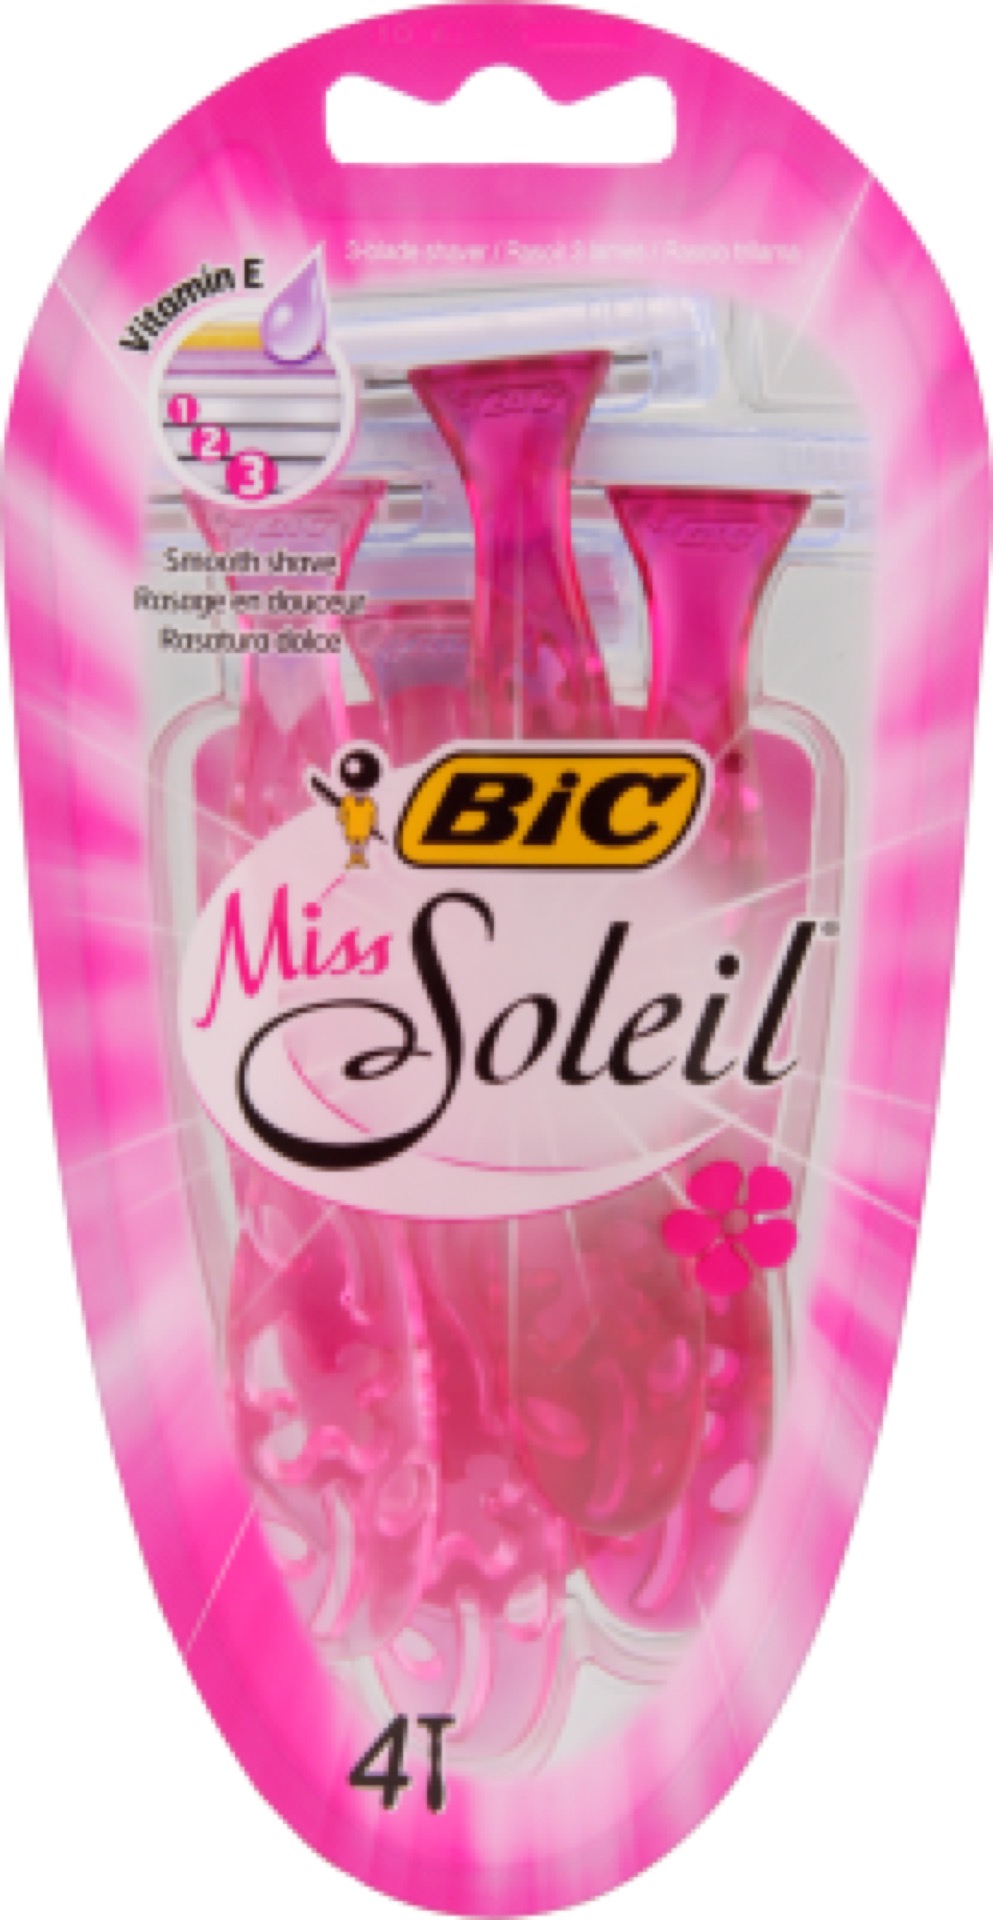 3-blade shaver / Rasoir 3 lames / Rasoio trilama
Vitamin E
1
2
3
Smooth shave
Rasage en douceur
Rasatura dolce
BiC
Miss
Soleil
4